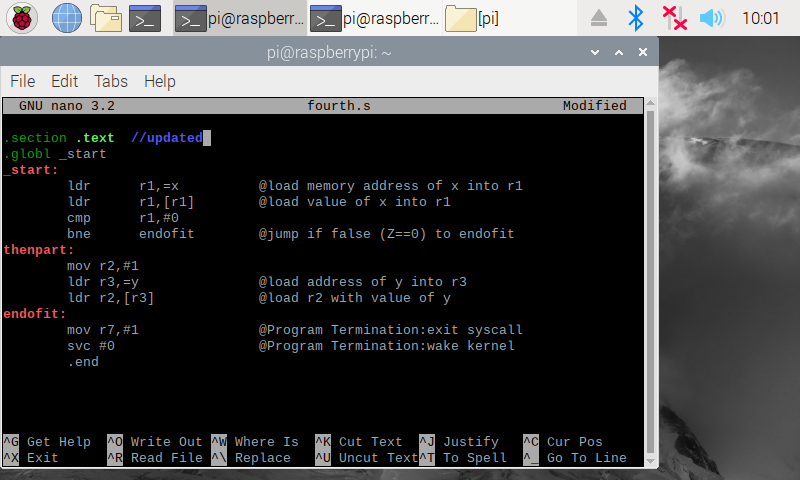 pi@raspberr... pi@raspberr... [pi] 10:01
pi@raspberrypi: ~
File Edit Tabs Help
GNU nano 3.2 fourth.s Modified
.section .text //updated
.globl _start
_start:
ldr r1,=x @load memory address of x into r1
ldr r1,[r1] @load value of x into r1
cmp r1,#0
bne endofit @jump if false (Z==0) to endofit
thenpart:
mov r2,#1
ldr r3,=y @load address of y into r3
ldr r2,[r3] @load r2 with value of y
endofit:
mov r7,#1 @Program Termination:exit syscall
svc #0 @Program Termination:wake kernel
.end
^G Get Help ^O Write Out ^W Where Is ^K Cut Text ^J Justify ^C Cur Pos
^X Exit ^R Read File ^\ Replace ^U Uncut Text ^T To Spell ^_ Go To Line